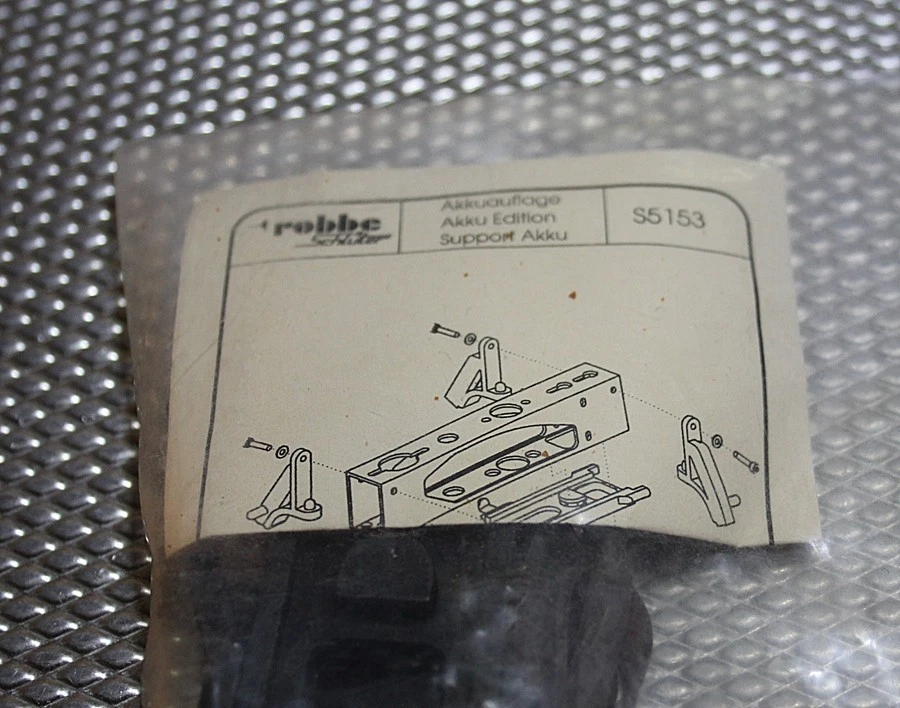 robbe
Schlüter
Akkuauflage
Akku Edition
Support Akku
S5153